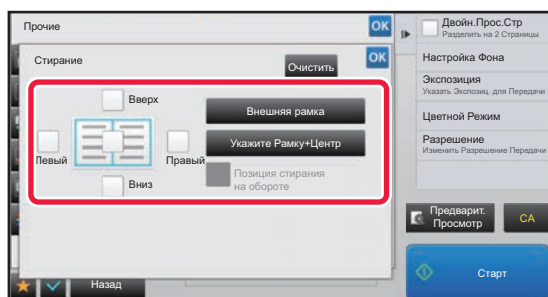 Прочие
OK
Стирание
Очистить
OK
Вверх
Левый
Правый
Вниз
Внешняя рамка
Укажите Рамку+Центр
Позиция стирания
на обороте
Назад
Двойн.Прос.Стр
Разделить на 2 Страницы
Настройка Фона
Экспозиция
Указать Экспозиц. для Передачи
Цветной Режим
Разрешение
Изменить Разрешение Передачи
Предварит.
Просмотр
CA
Старт